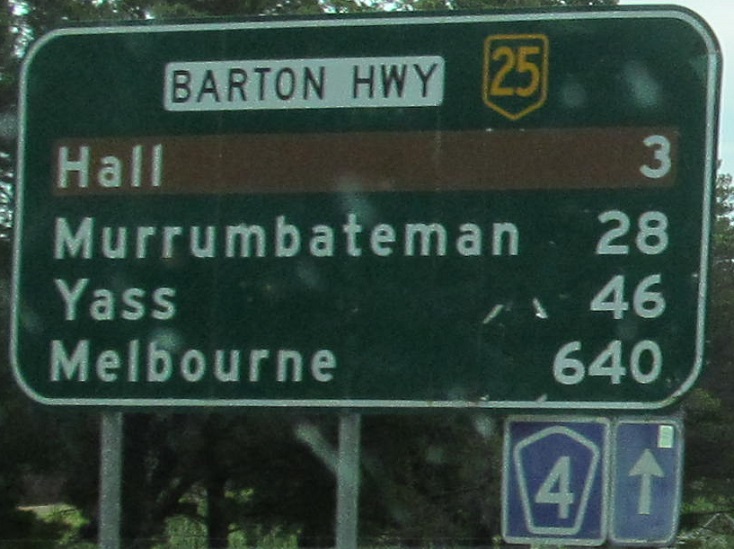 BARTON HWY 25
Hall 3
Murrumbateman 28
Yass 46
Melbourne 640
4